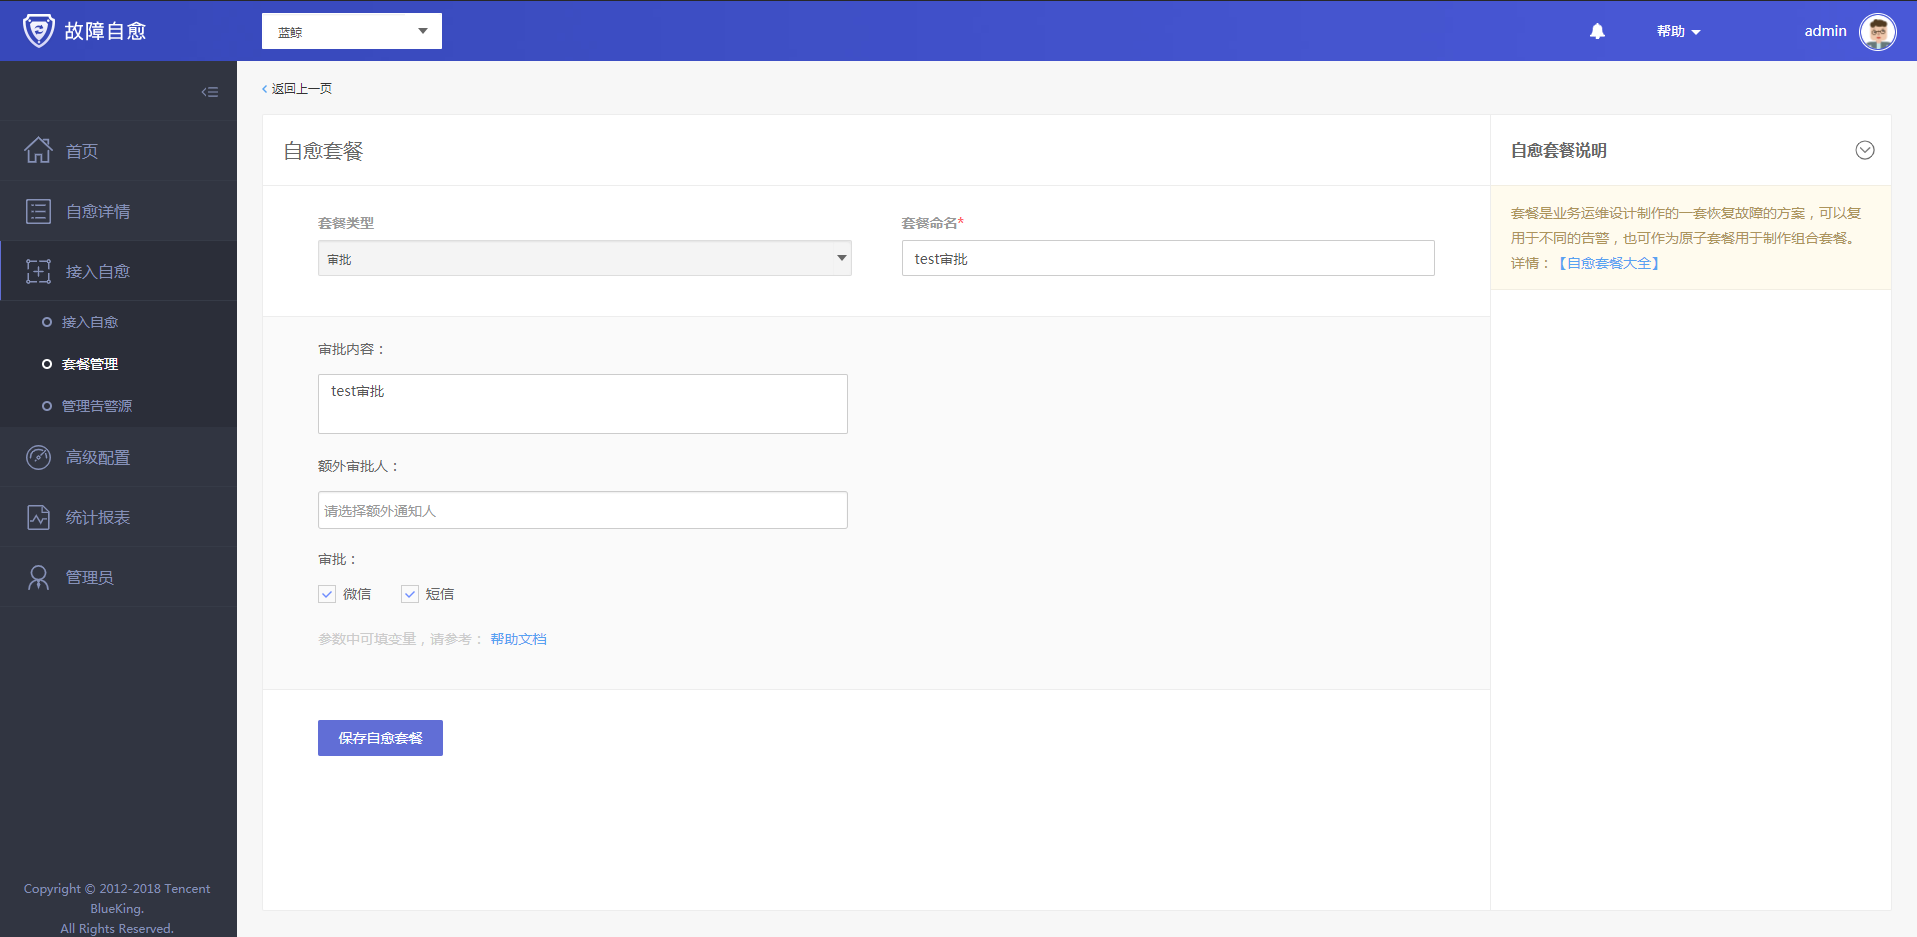 故障自愈
蓝鲸
帮助
admin
首页
自愈详情
接入自愈
接入自愈
套餐管理
管理告警源
高级配置
统计报表
管理员
Copyright © 2012-2018 Tencent
BlueKing.
All Rights Reserved.
返回上一页
自愈套餐
套餐类型
审批
套餐命名*
test审批
审批内容：
test审批
额外审批人：
请选择额外通知人
审批：
微信
短信
参数中可填变量，请参考： 帮助文档
保存自愈套餐
自愈套餐说明
套餐是业务运维设计制作的一套恢复故障的方案，可以复
用于不同的告警，也可作为原子套餐用于制作组合套餐。
详情：【自愈套餐大全】